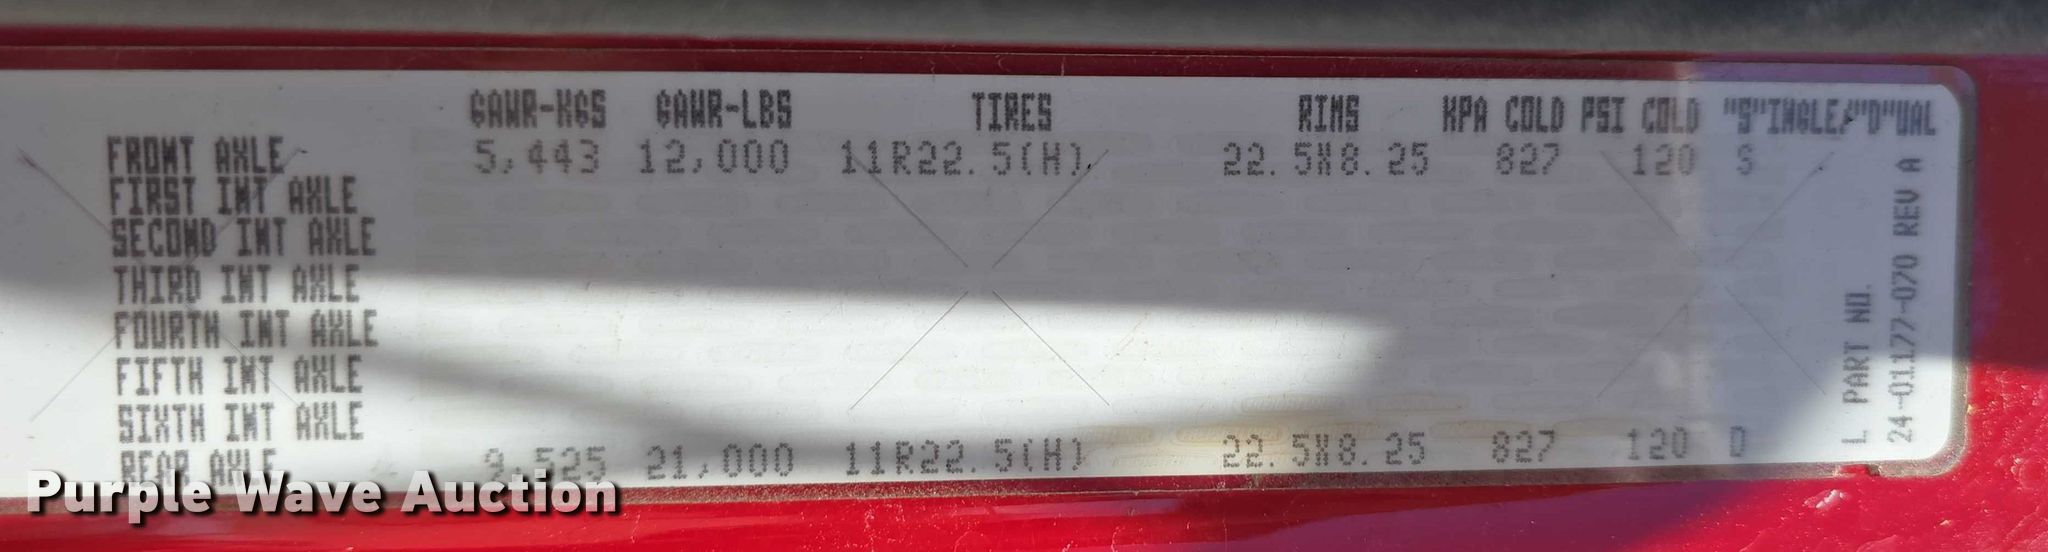 GAWR-KGS GAWR-LBS TIRES RIMS KPA COLD PSI COLD "S"INGLE/"D"UAL
FRONT AXLE 5,443 12,000 11R22.5(H) 22.5X8.25 827 120 S
FIRST INT AXLE
SECOND INT AXLE
THIRD INT AXLE
FOURTH INT AXLE
FIFTH INT AXLE
SIXTH INT AXLE
REAR AXLE 9,525 21,000 11R22.5(H) 22.5X8.25 827 120 D
L PART NO.
24-01177-070 REV A
Purple Wave Auction